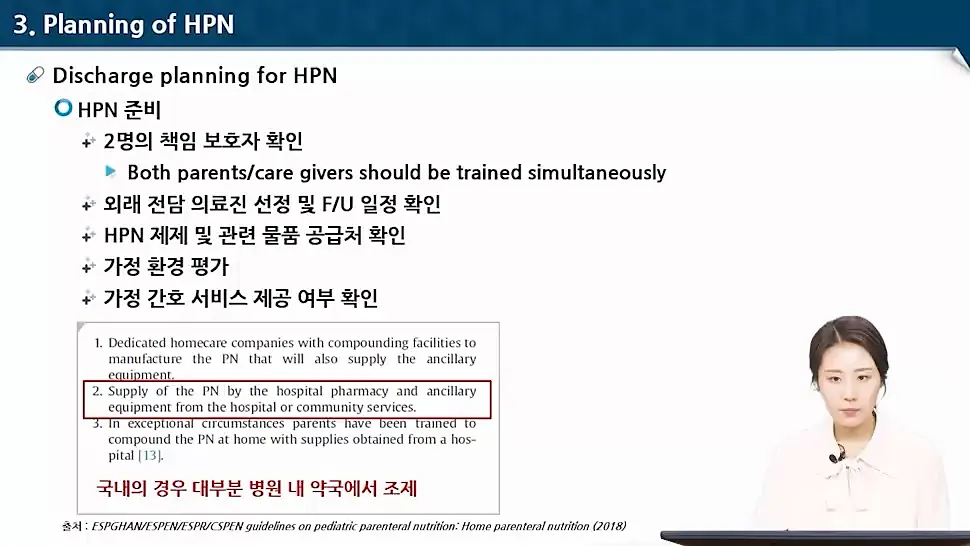 3. Planning of HPN
Discharge planning for HPN
HPN 준비
2명의 책임 보호자 확인
Both parents/care givers should be trained simultaneously
외래 전담 의료진 선정 및 F/U 일정 확인
HPN 제제 및 관련 물품 공급처 확인
가정 환경 평가
가정 간호 서비스 제공 여부 확인
1. Dedicated homecare companies with compounding facilities to
manufacture the PN that will also supply the ancillary
equipment.
2. Supply of the PN by the hospital pharmacy and ancillary
equipment from the hospital or community services.
3. In exceptional circumstances parents have been trained to
compound the PN at home with supplies obtained from a hos-
pital [13].
국내의 경우 대부분 병원 내 약국에서 조제
출처 : ESPGHAN/ESPEN/ESPR/CSPEN guidelines on pediatric parenteral nutrition: Home parenteral nutrition (2018)